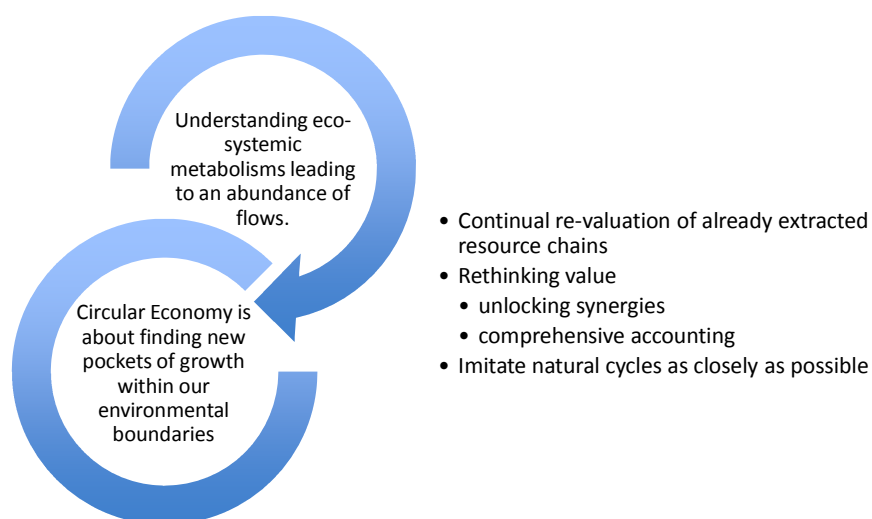 Understanding eco-
systemic
metabolisms leading
to an abundance of
flows.
Circular Economy is
about finding new
pockets of growth
within our
environmental
boundaries
• Continual re-valuation of already extracted
resource chains
• Rethinking value
• unlocking synergies
• comprehensive accounting
• Imitate natural cycles as closely as possible